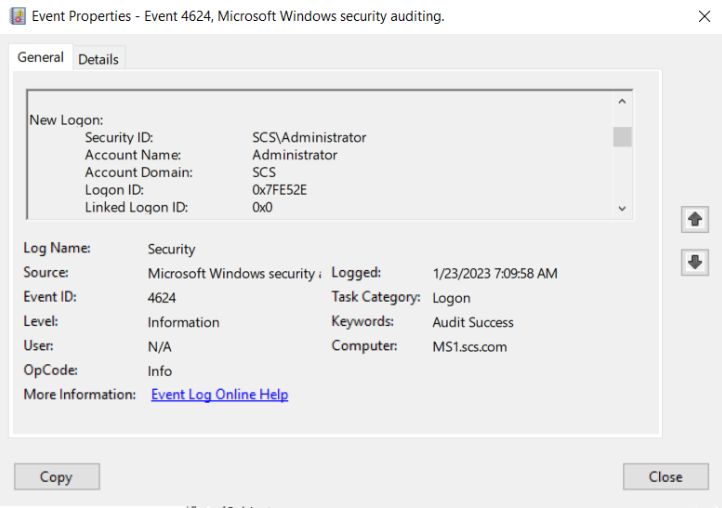 Event Properties - Event 4624, Microsoft Windows security auditing.
General Details
New Logon:
Security ID: SCS\Administrator
Account Name: Administrator
Account Domain: SCS
Logon ID: 0x7FE52E
Linked Logon ID: 0x0
Log Name: Security
Source: Microsoft Windows security Logged: 1/23/2023 7:09:58 AM
Event ID: 4624 Task Category: Logon
Level: Information Keywords: Audit Success
User: N/A Computer: MS1.scs.com
OpCode: Info
More Information: Event Log Online Help
Copy Close